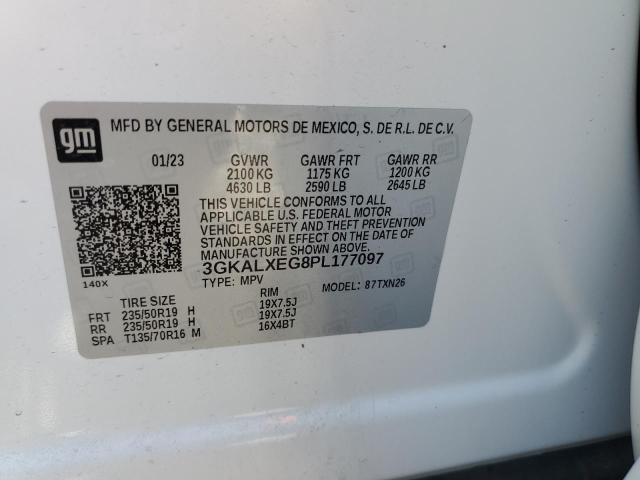 gm
MFD BY GENERAL MOTORS DE MEXICO, S. DE R.L. DE C.V.
01/23 GVWR GAWR FRT GAWR RR
2100 KG 1175 KG 1200 KG
4630 LB 2590 LB 2645 LB
THIS VEHICLE CONFORMS TO ALL
APPLICABLE U.S. FEDERAL MOTOR
VEHICLE SAFETY AND THEFT PREVENTION
STANDARDS IN EFFECT ON THE DATE OF
MANUFACTURE SHOWN ABOVE.
3GKALXEG8PL177097
140X TYPE: MPV MODEL: 87TXN26
TIRE SIZE RIM
FRT 235/50R19 H 19X7.5J
RR 235/50R19 H 19X7.5J
SPA T135/70R16 M 16X4BT